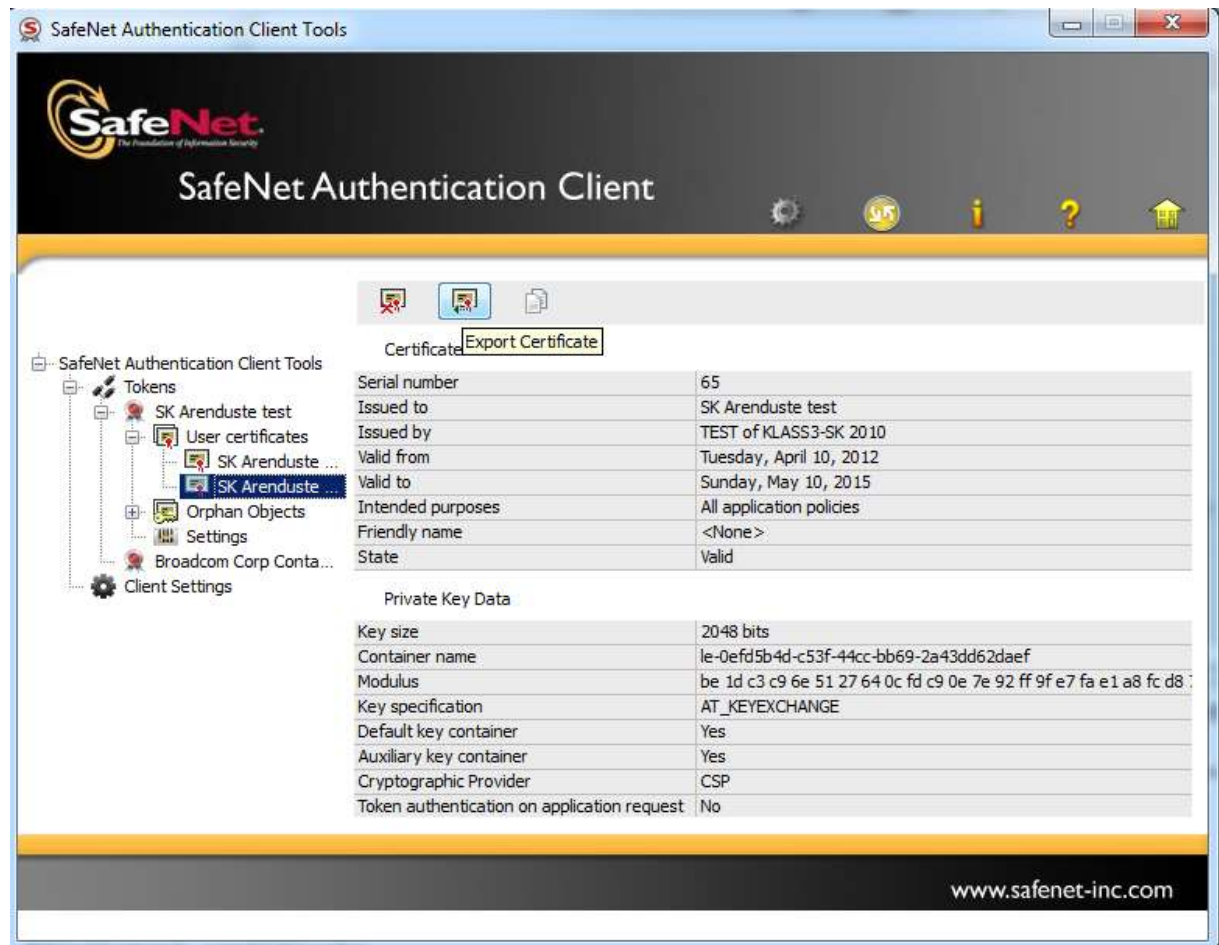 SafeNet Authentication Client Tools
SafeNet.
The Foundation of Information Security
SafeNet Authentication Client
Export Certificate
SafeNet Authentication Client Tools
Tokens
SK Arenduste test
User certificates
SK Arenduste ...
SK Arenduste ...
Orphan Objects
Settings
Broadcom Corp Conta...
Client Settings
Certificate
Serial number 65
Issued to SK Arenduste test
Issued by TEST of KLASS3-SK 2010
Valid from Tuesday, April 10, 2012
Valid to Sunday, May 10, 2015
Intended purposes All application policies
Friendly name <None>
State Valid
Private Key Data
Key size 2048 bits
Container name le-0efd5b4d-c53f-44cc-bb69-2a43dd62daef
Modulus be 1d c3 c9 6e 51 27 64 0c fd c9 0e 7e 92 ff 9f e7 fa e1 a8 fc d8
Key specification AT_KEYEXCHANGE
Default key container Yes
Auxiliary key container Yes
Cryptographic Provider CSP
Token authentication on application request No
www.safenet-inc.com